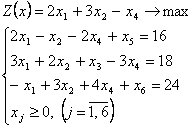 Z(x̄) = 2x₁ + 3x₂ − x₄ → max
2x₁ − x₂ − 2x₄ + x₅ = 16
3x₁ + 2x₂ + x₃ − 3x₄ = 18
− x₁ + 3x₂ + 4x₄ + x₆ = 24
xⱼ ≥ 0, (j = 1,6)